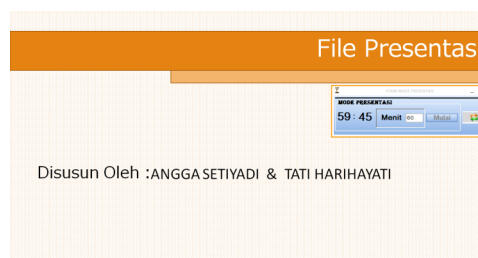 File Presentas
MODE PRESENTASI
59 : 45 Menit 60 Mulai
Disusun Oleh : ANGGA SETIYADI & TATI HARIHAYATI